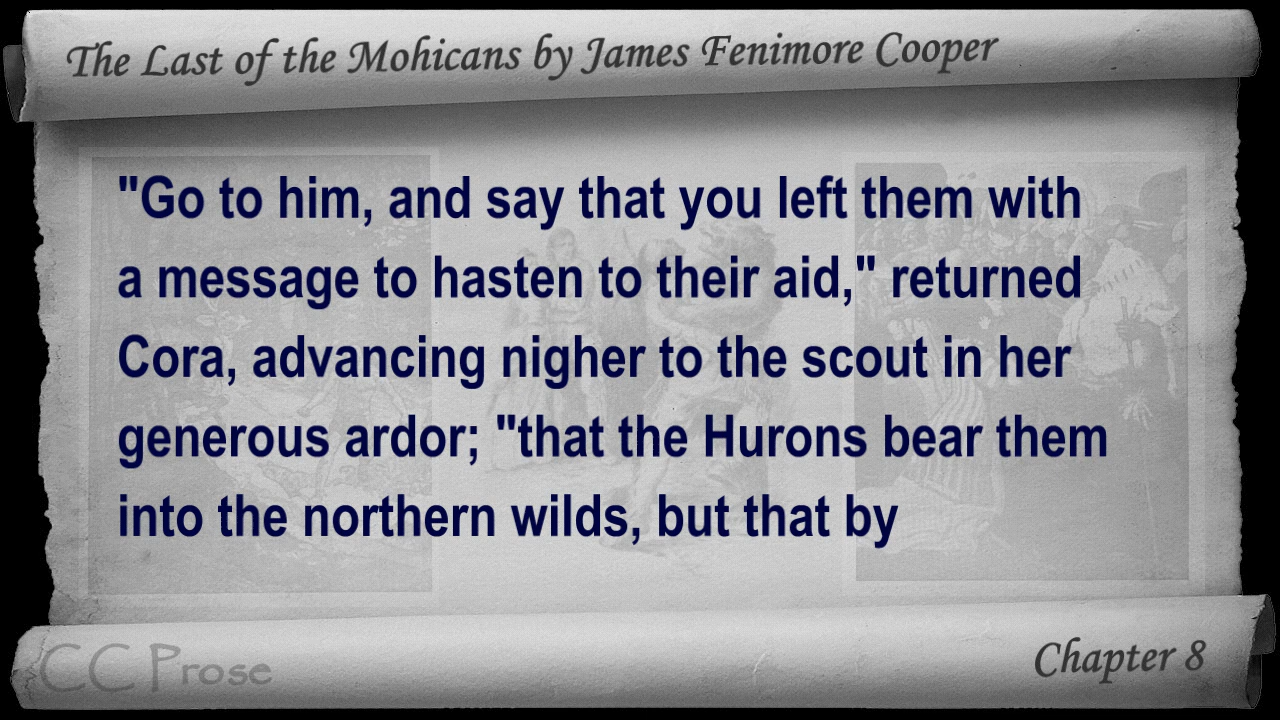 The Last of the Mohicans by James Fenimore Cooper
"Go to him, and say that you left them with
a message to hasten to their aid," returned
Cora, advancing nigher to the scout in her
generous ardor; "that the Hurons bear them
into the northern wilds, but that by
CC Prose
Chapter 8